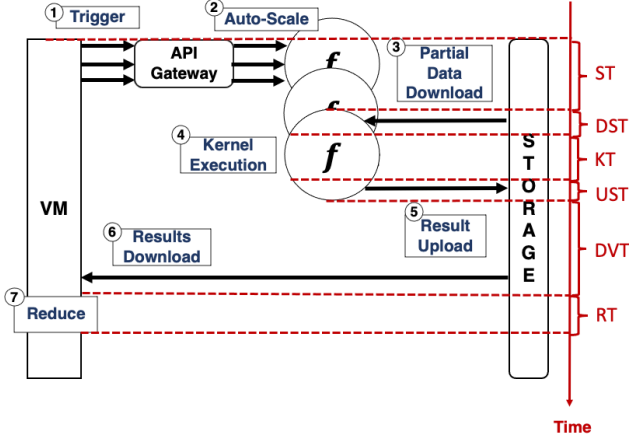 1 Trigger
2 Auto-Scale
API
Gateway
f
f
f
3 Partial
Data
Download
4 Kernel
Execution
5 Result
Upload
6 Results
Download
7 Reduce
VM
S
T
O
R
A
G
E
ST
DST
KT
UST
DVT
RT
Time